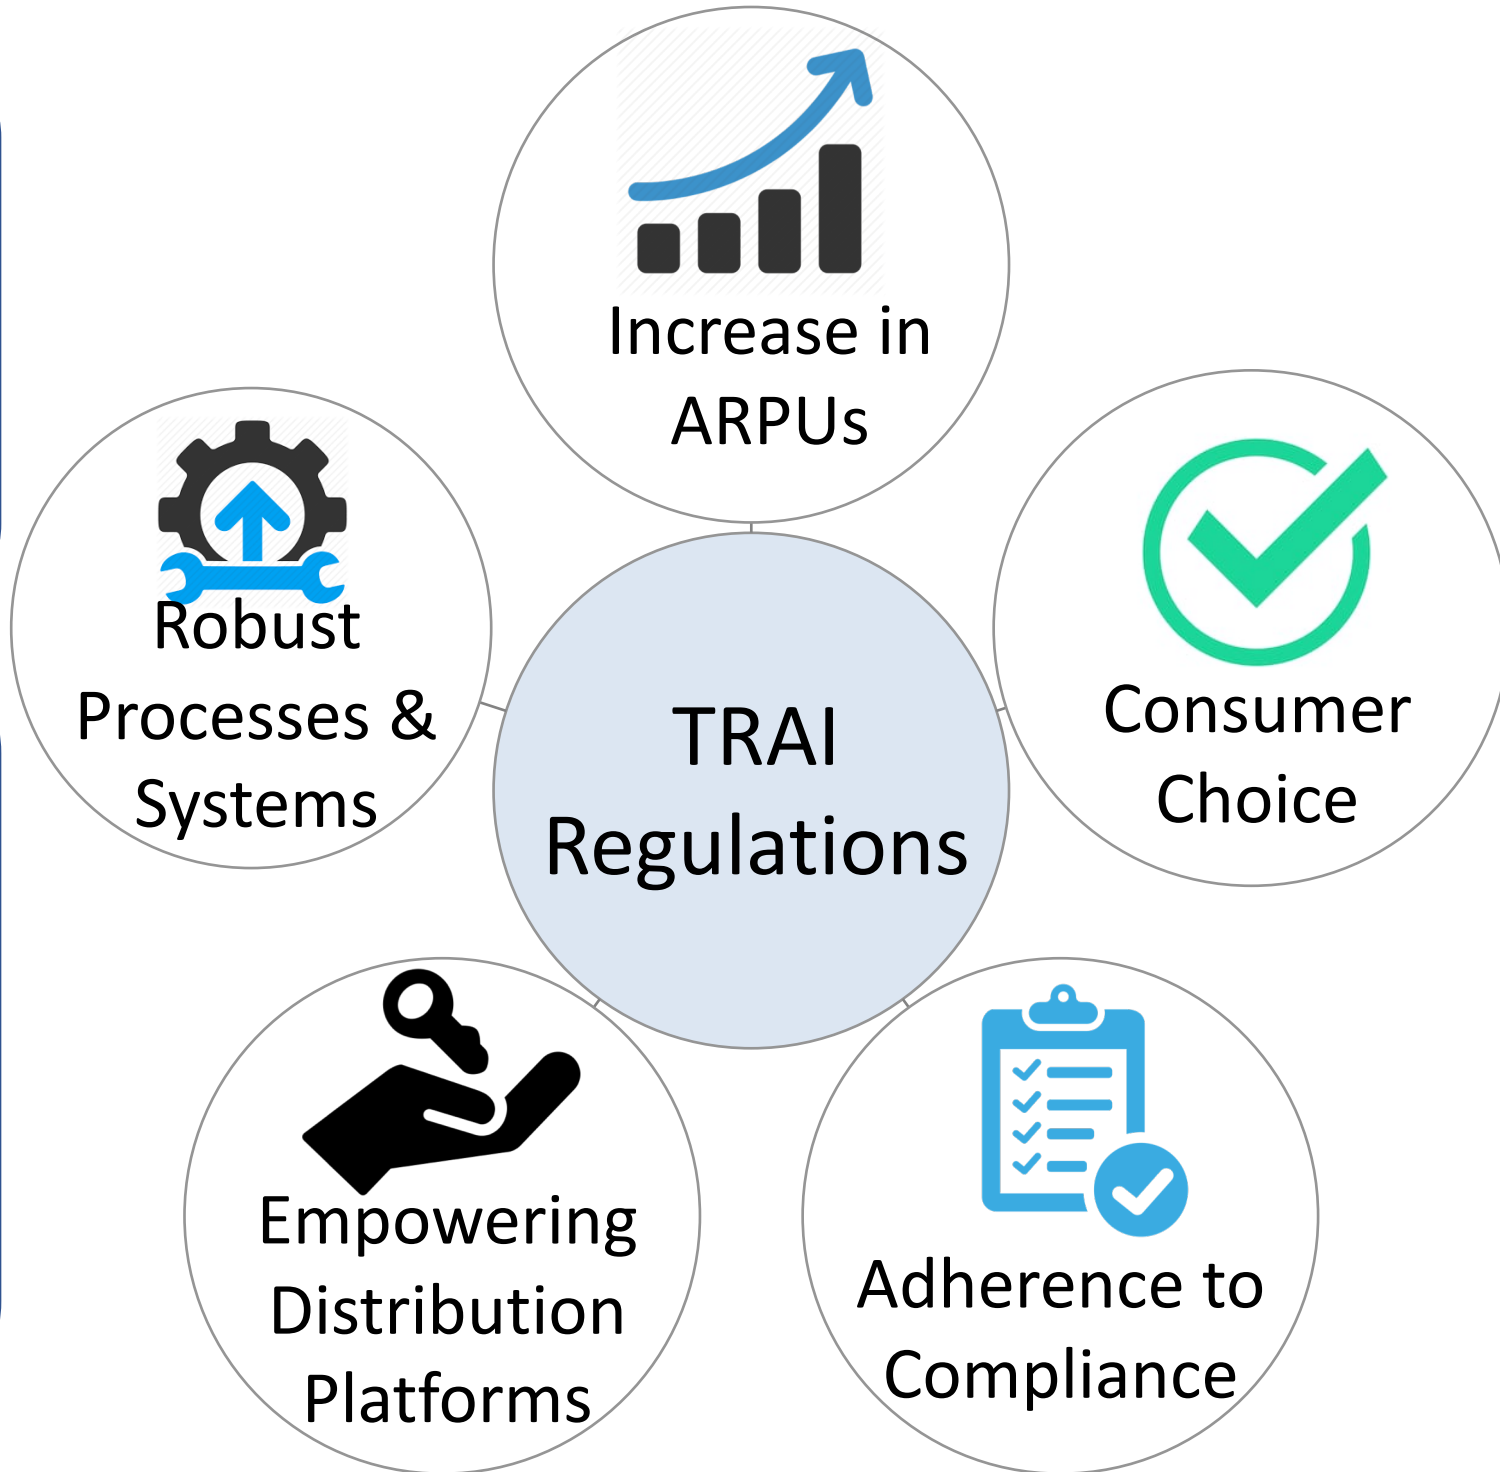 Increase in
ARPUs
Robust
Processes &
Systems
Consumer
Choice
TRAI
Regulations
Empowering
Distribution
Platforms
Adherence to
Compliance